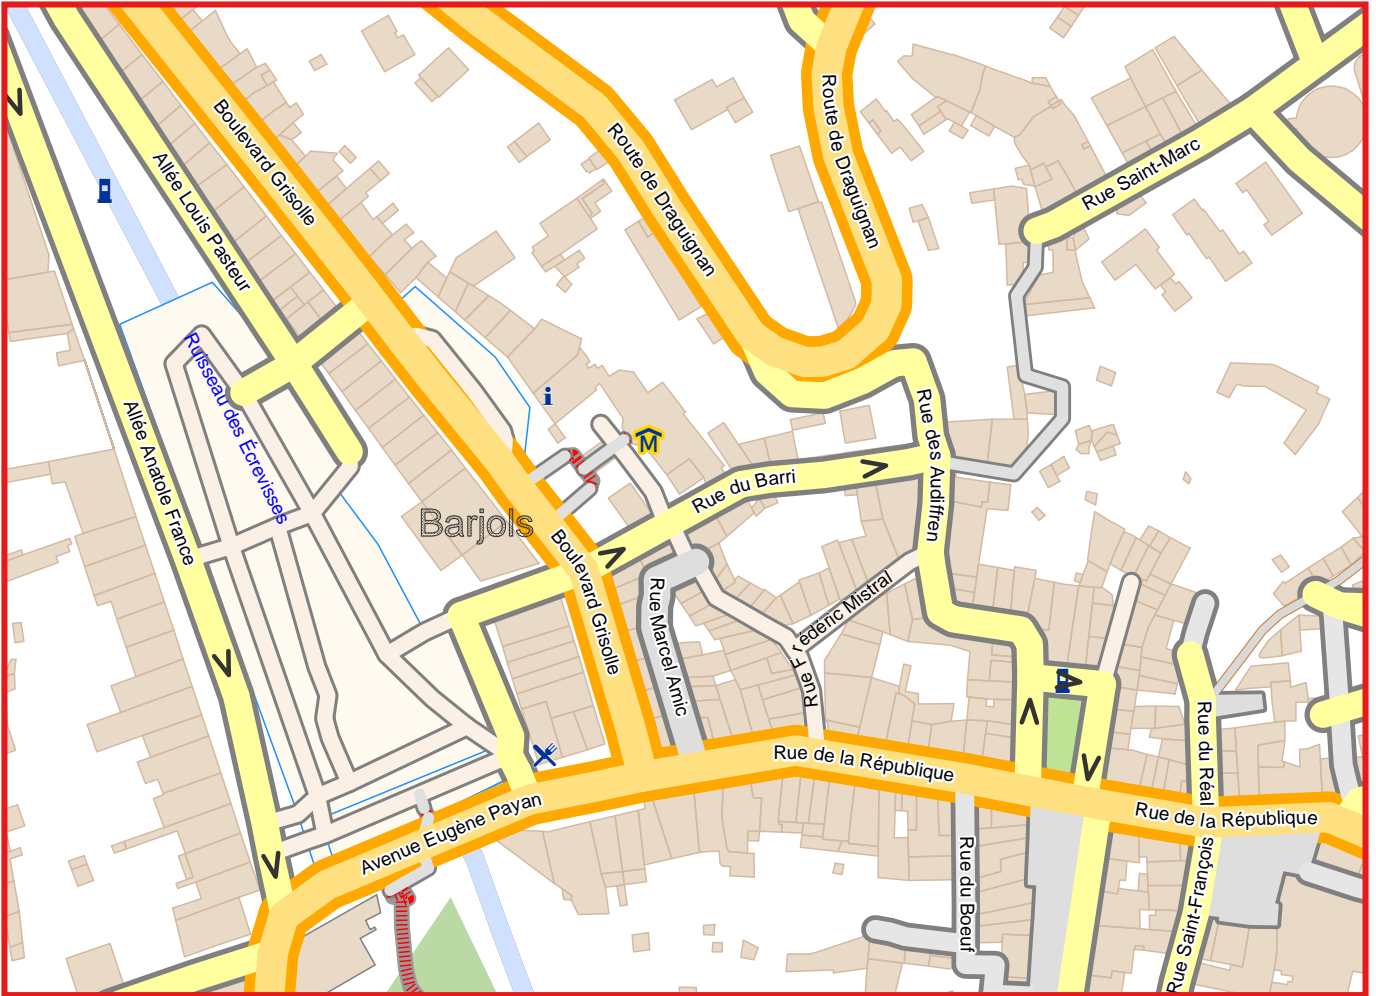 Boulevard Grisolle
Route de Draguignan
Route de Draguignan
Rue Saint-Marc
Allée Louis Pasteur
Ruisseau des Écrevisses
Allée Anatole France
i
M
Rue des Audiffren
Rue du Barri
Barjols
Boulevard Grisolle
Rue Marcel Amic
Rue Frédéric Mistral
Rue du Réal
Rue de la République
Rue de la République
Avenue Eugène Payan
Rue du Boeuf
Rue Saint-François